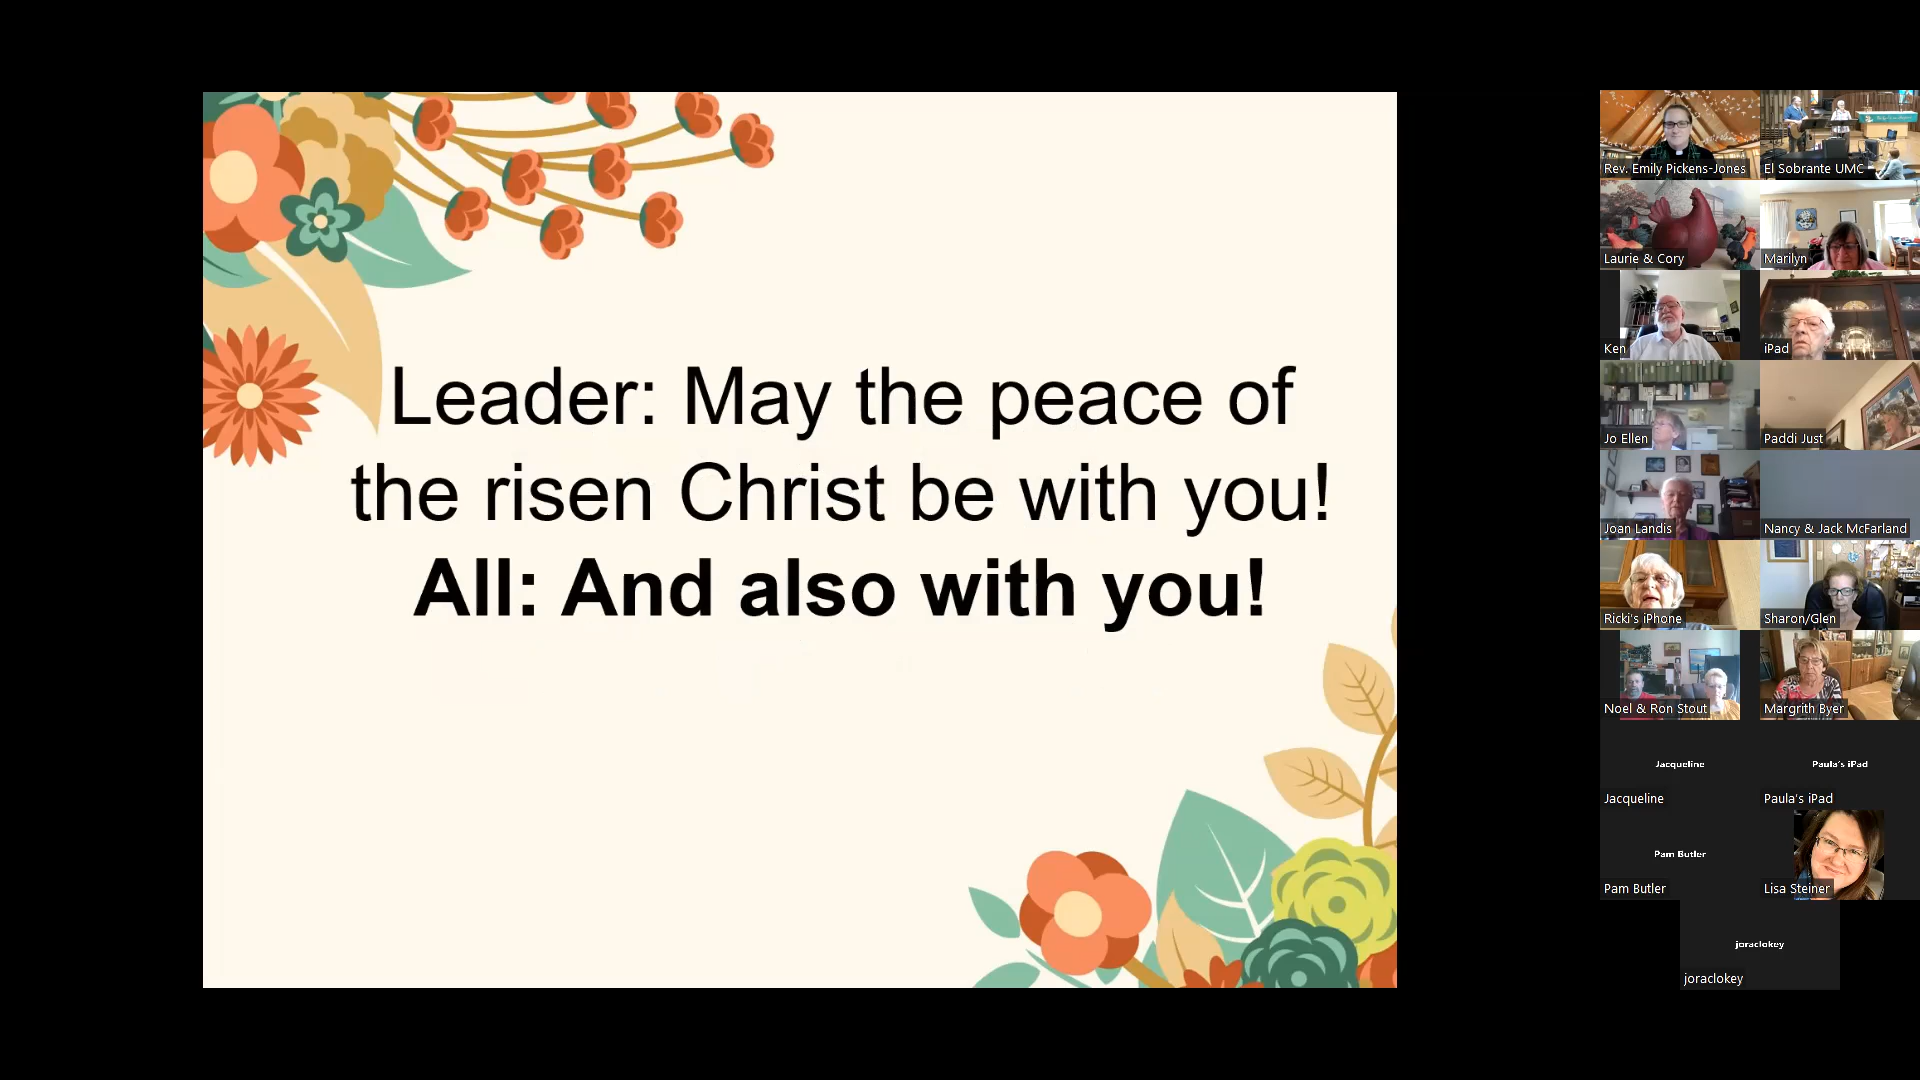 Leader: May the peace of
the risen Christ be with you!
All: And also with you!
Rev. Emily Pickens-Jones
El Sobrante UMC
Laurie & Cory
Marilyn
Ken
iPad
Jo Ellen
Paddi Just
Joan Landis
Nancy & Jack McFarland
Ricki's iPhone
Sharon/Glen
Noel & Ron Stout
Margrith Byer
Jacqueline
Jacqueline
Paula's iPad
Paula's iPad
Pam Butler
Pam Butler
Lisa Steiner
joraclokey
joraclokey